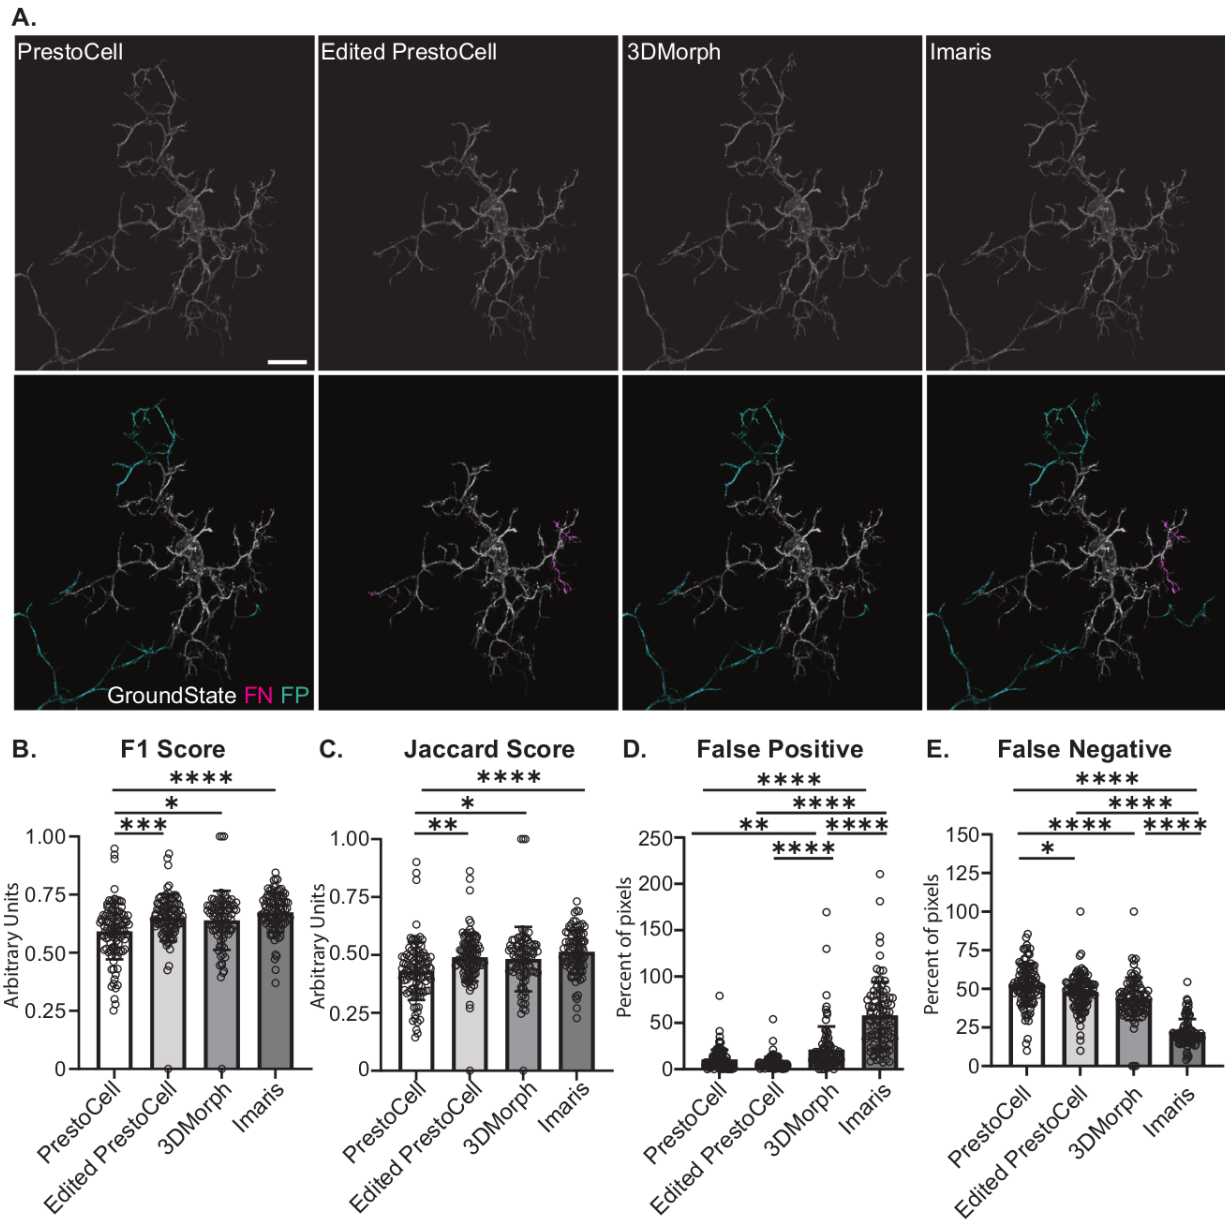 A.
PrestoCell
Edited PrestoCell
3DMorph
Imaris
GroundState FN FP
B.
F1 Score
****
*
***
1.00
0.75
0.50
0.25
0
Arbitrary Units
PrestoCell
Edited PrestoCell
3DMorph
Imaris
C.
Jaccard Score
****
*
**
1.00
0.75
0.50
0.25
0
Arbitrary Units
PrestoCell
Edited PrestoCell
3DMorph
Imaris
D.
False Positive
****
****
**
****
****
250
200
150
100
50
0
Percent of pixels
PrestoCell
Edited PrestoCell
3DMorph
Imaris
E.
False Negative
****
****
****
****
*
150
125
100
75
50
25
0
Percent of pixels
PrestoCell
Edited PrestoCell
3DMorph
Imaris